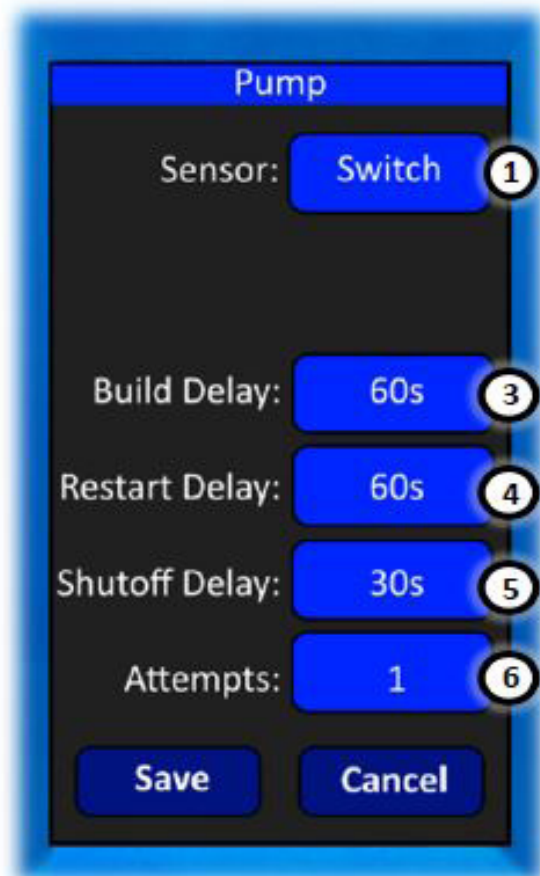 Pump
Sensor: Switch 1
Build Delay: 60s 3
Restart Delay: 60s 4
Shutoff Delay: 30s 5
Attempts: 1 6
Save Cancel